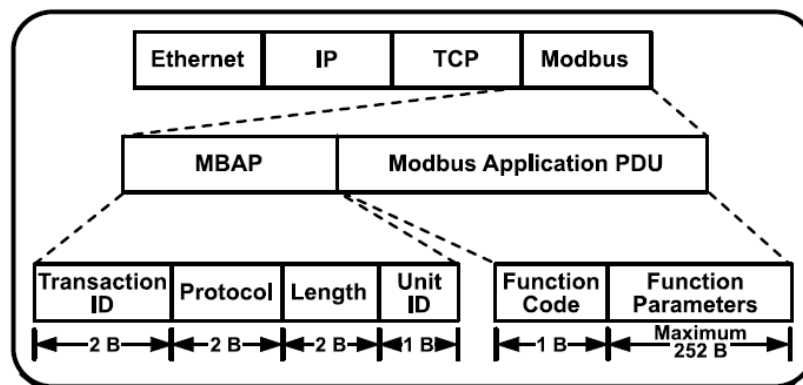 Ethernet IP TCP Modbus
MBAP Modbus Application PDU
Transaction ID Protocol Length Unit ID Function Code Function Parameters
2 B 2 B 2 B 1 B 1 B Maximum 252 B